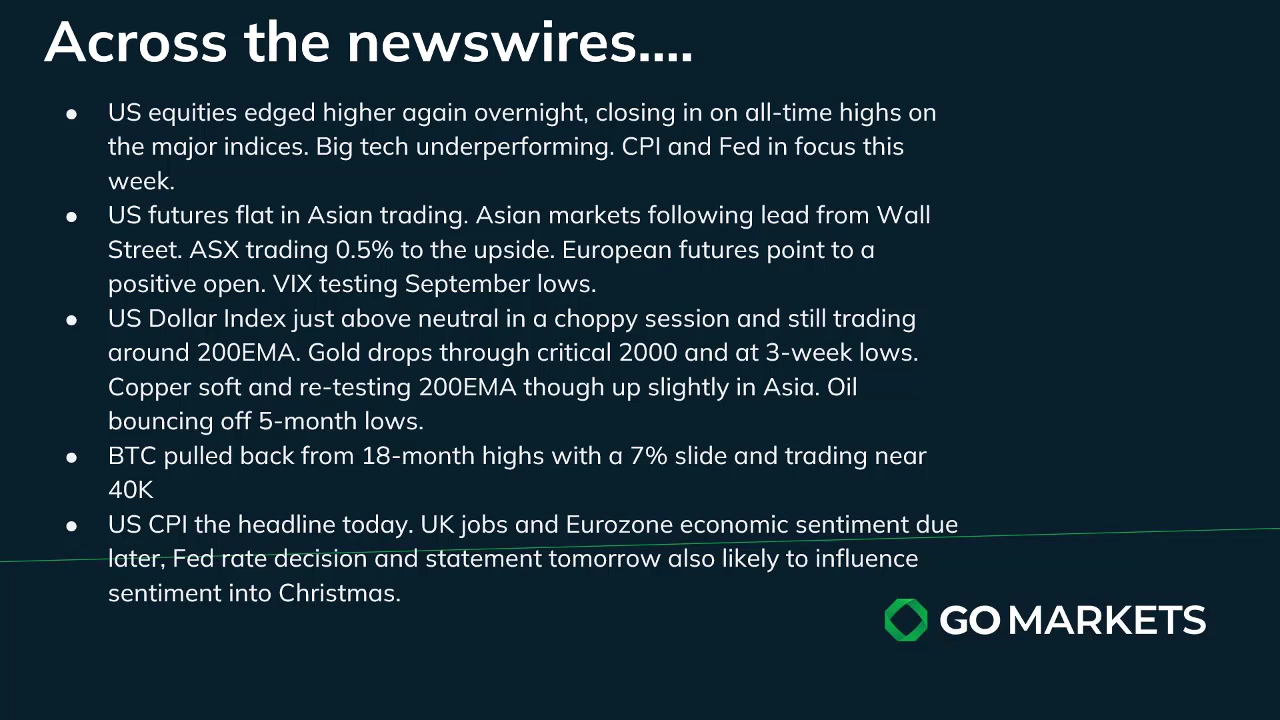 Across the newswires....
● US equities edged higher again overnight, closing in on all-time highs on
the major indices. Big tech underperforming. CPI and Fed in focus this
week.
● US futures flat in Asian trading. Asian markets following lead from Wall
Street. ASX trading 0.5% to the upside. European futures point to a
positive open. VIX testing September lows.
● US Dollar Index just above neutral in a choppy session and still trading
around 200EMA. Gold drops through critical 2000 and at 3-week lows.
Copper soft and re-testing 200EMA though up slightly in Asia. Oil
bouncing off 5-month lows.
● BTC pulled back from 18-month highs with a 7% slide and trading near
40K
● US CPI the headline today. UK jobs and Eurozone economic sentiment due
later, Fed rate decision and statement tomorrow also likely to influence
sentiment into Christmas.
GO MARKETS